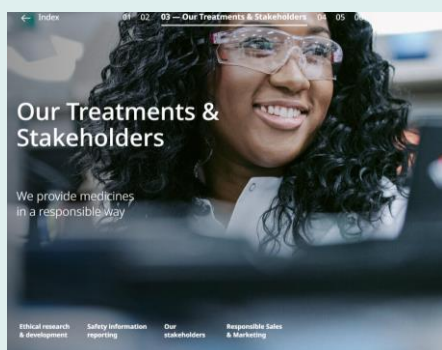 ← Index 01 02 03 — Our Treatments & Stakeholders 04 05
Our Treatments &
Stakeholders
We provide medicines
in a responsible way
Ethical research
& development
Safety information
reporting
Our
stakeholders
Responsible Sales
& Marketing